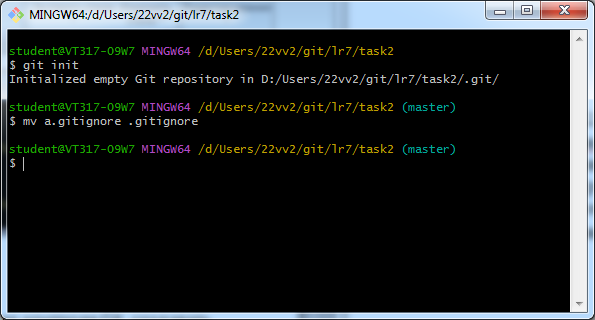 MINGW64:/d/Users/22vv2/git/lr7/task2
student@VT317-09W7 MINGW64 /d/Users/22vv2/git/lr7/task2
$ git init
Initialized empty Git repository in D:/Users/22vv2/git/lr7/task2/.git/
student@VT317-09W7 MINGW64 /d/Users/22vv2/git/lr7/task2 (master)
$ mv a.gitignore .gitignore
student@VT317-09W7 MINGW64 /d/Users/22vv2/git/lr7/task2 (master)
$